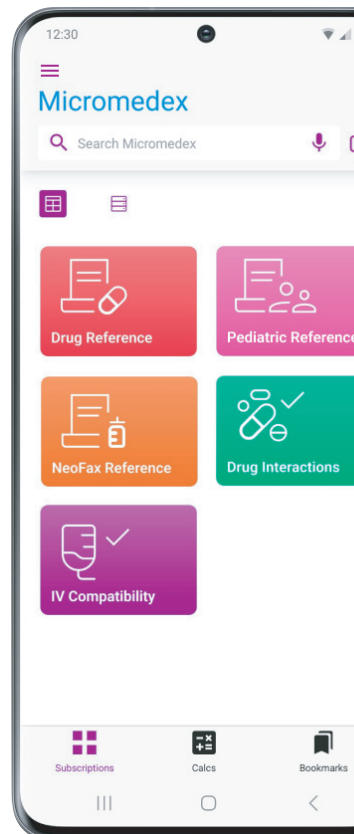 12:30
Micromedex
Search Micromedex
Drug Reference
Pediatric Reference
NeoFax Reference
Drug Interactions
IV Compatibility
Subscriptions
Calcs
Bookmarks